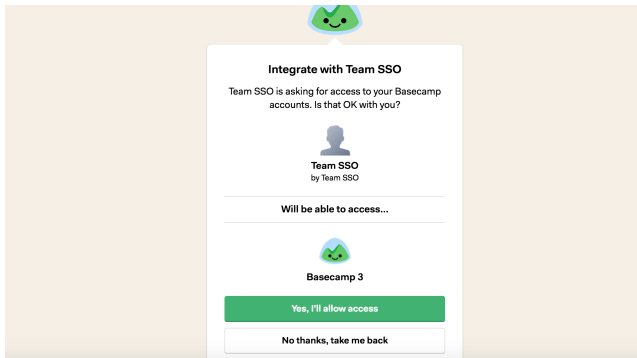 Integrate with Team SSO
Team SSO is asking for access to your Basecamp
accounts. Is that OK with you?
Team SSO
by Team SSO
Will be able to access...
Basecamp 3
Yes, I'll allow access
No thanks, take me back